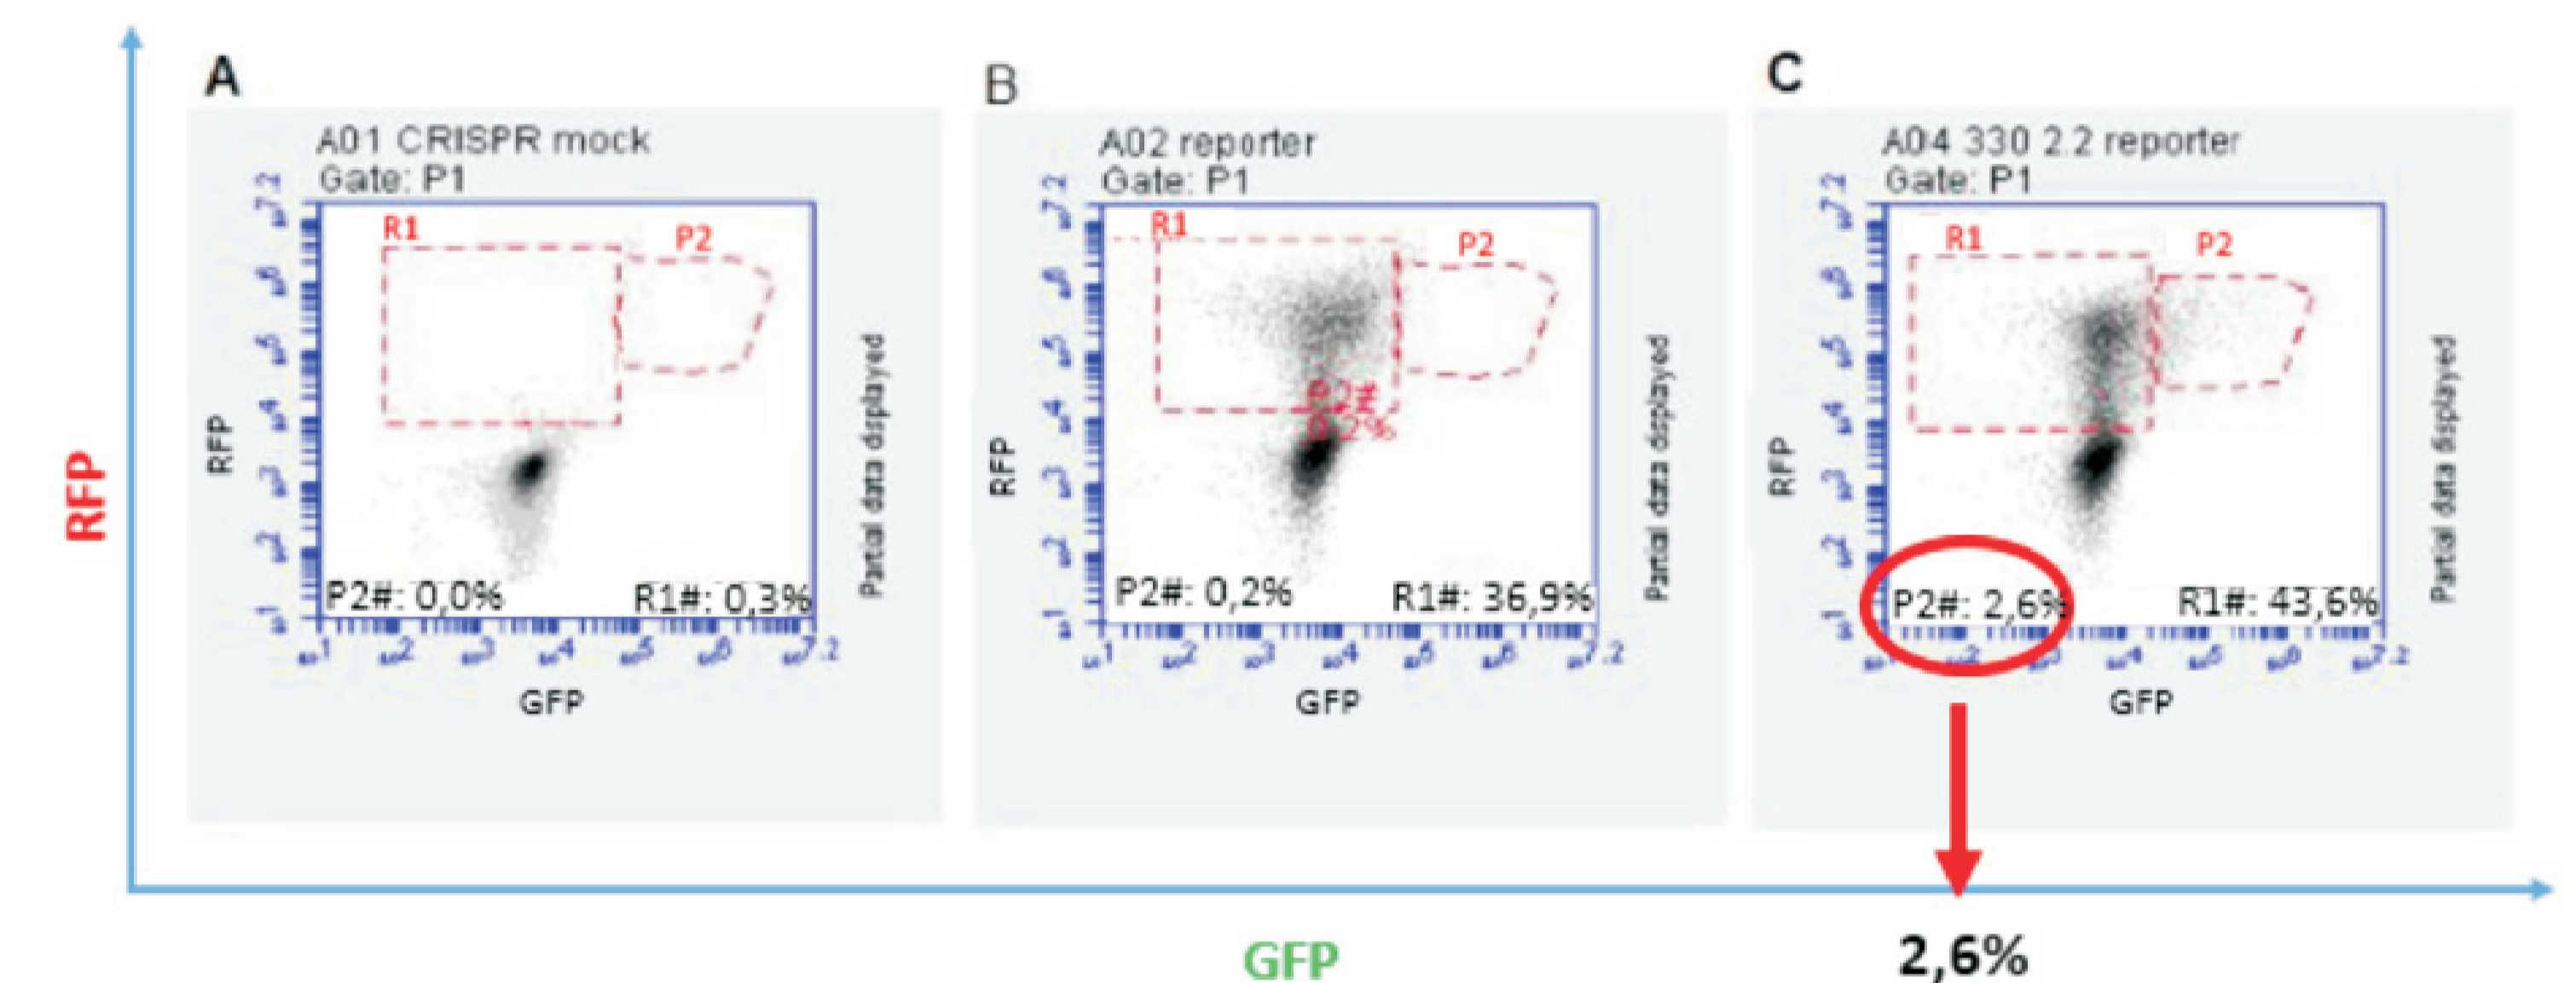 A
A01 CRISPR mock
Gate: P1
R1
P2
RFP
P2#: 0,0%
R1#: 0,3%
GFP
Partial data displayed
B
A02 reporter
Gate: P1
R1
P2
RFP
P2#: 0,2%
R1#: 36,9%
GFP
Partial data displayed
C
A04 330 2.2 reporter
Gate: P1
R1
P2
RFP
P2#: 2,6%
R1#: 43,6%
GFP
Partial data displayed
RFP
GFP
2,6%